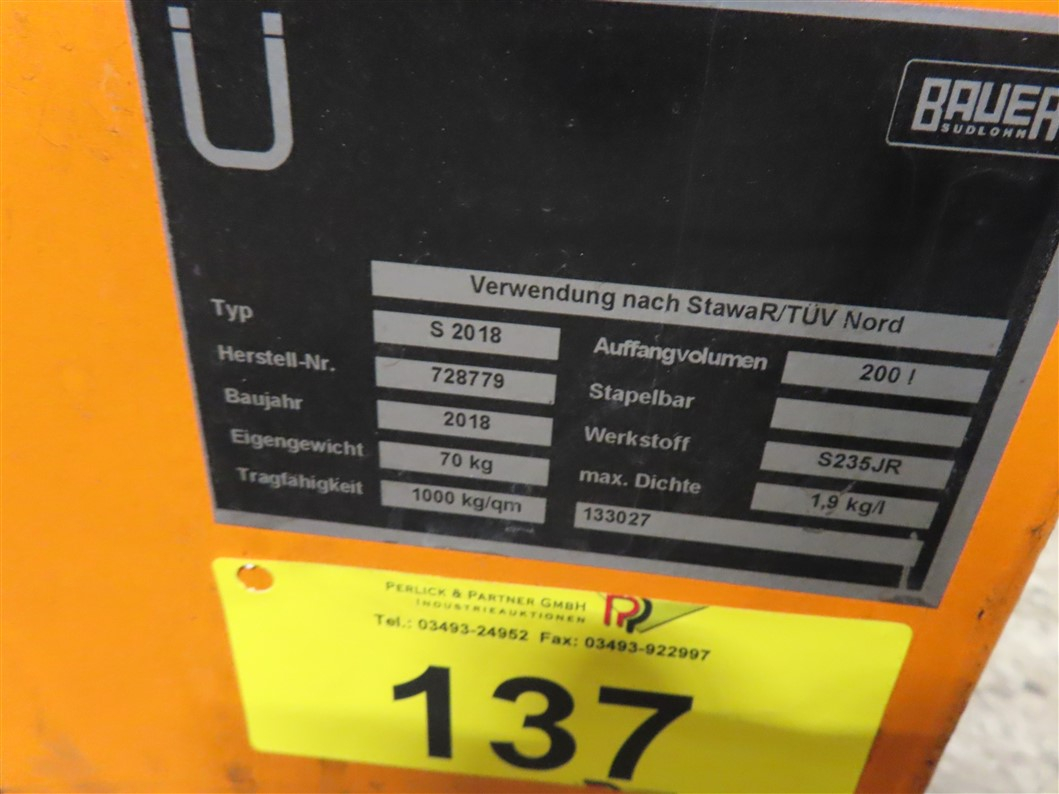 Ü
BAUER
SÜDLOHN
Verwendung nach StawaR/TÜV Nord
Typ S 2018
Herstell-Nr. 728779
Baujahr 2018
Eigengewicht 70 kg
Tragfähigkeit 1000 kg/qm
Auffangvolumen 200 l
Stapelbar
Werkstoff S235JR
max. Dichte 1,9 kg/l
133027
PERLICK & PARTNER GMBH
INDUSTRIEAUKTIONEN
PP
Tel.: 03493-24952 Fax: 03493-922997
137